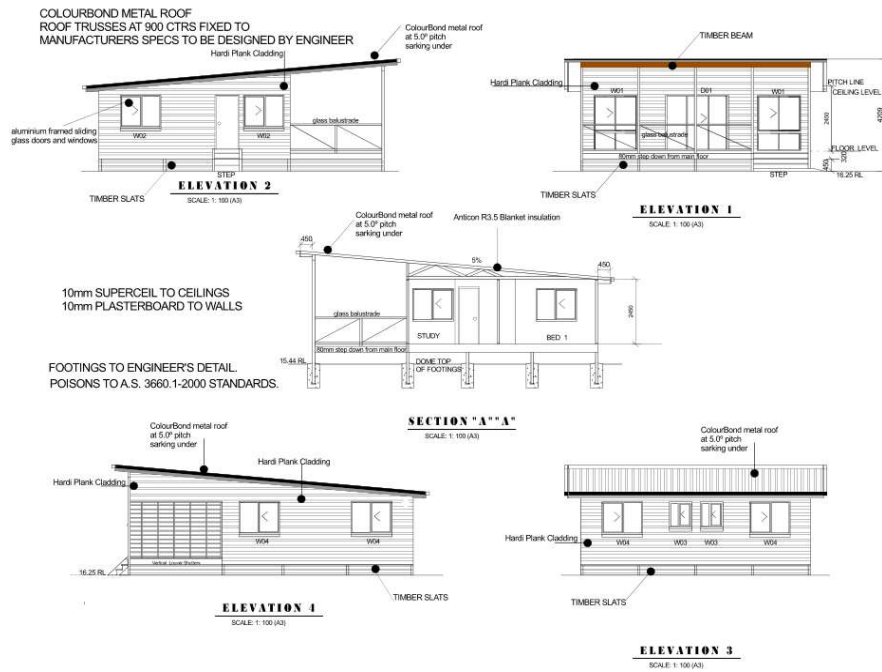 COLOURBOND METAL ROOF
ROOF TRUSSES AT 900 CTRS FIXED TO
MANUFACTURERS SPECS TO BE DESIGNED BY ENGINEER
Hardi Plank Cladding
ColourBond metal roof
at 5.0º pitch
sarking under
aluminium framed sliding
glass doors and windows
W02
W02
glass balustrade
STEP
TIMBER SLATS
ELEVATION 2
SCALE: 1: 100 (A3)
TIMBER BEAM
Hardi Plank Cladding
W01
D01
W01
PITCH LINE
CEILING LEVEL
2450
4209
glass balustrade
FLOOR LEVEL
80mm step down from main floor
450
320
16.25 RL
STEP
TIMBER SLATS
ELEVATION 1
SCALE: 1: 100 (A3)
ColourBond metal roof
at 5.0º pitch
sarking under
Anticon R3.5 Blanket insulation
450
5%
450
10mm SUPERCEIL TO CEILINGS
10mm PLASTERBOARD TO WALLS
glass balustrade
2450
STUDY
BED 1
80mm step down from main floor
15.44 RL
DOME TOP
OF FOOTINGS
FOOTINGS TO ENGINEER'S DETAIL.
POISONS TO A.S. 3660.1-2000 STANDARDS.
SECTION "A" "A"
SCALE: 1: 100 (A3)
ColourBond metal roof
at 5.0º pitch
sarking under
Hardi Plank Cladding
Hardi Plank Cladding
W04
W04
Vertical Louver Shutters
16.25 RL
TIMBER SLATS
ELEVATION 4
SCALE: 1: 100 (A3)
ColourBond metal roof
at 5.0º pitch
sarking under
Hardi Plank Cladding
W04
W03
W03
W04
TIMBER SLATS
ELEVATION 3
SCALE: 1: 100 (A3)